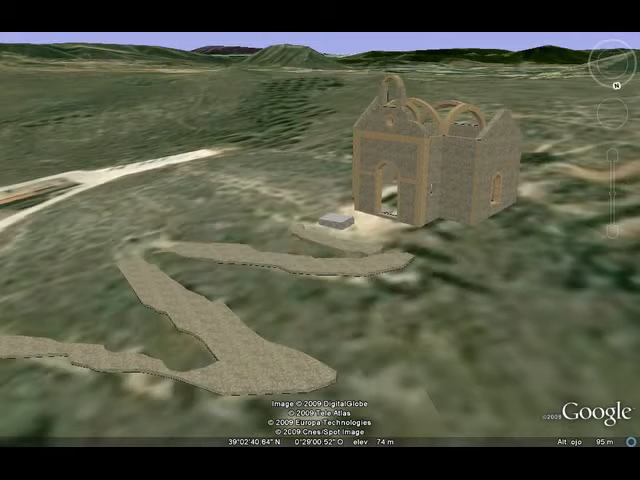 N
Image © 2009 DigitalGlobe
© 2009 Tele Atlas
© 2009 Europa Technologies
© 2009 Cnes/Spot Image
©2009 Google
39°02'40.64" N 0°29'00.52" O elev 74 m Alt. ojo 95 m